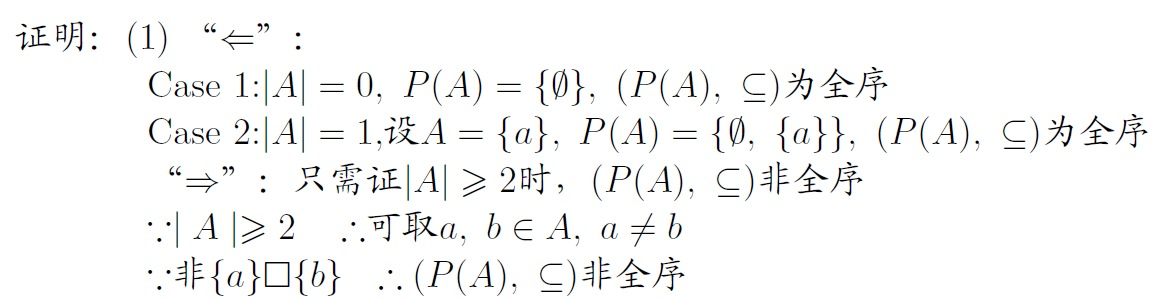 证明：(1) “⇐”：
Case 1:|A| = 0, P(A) = {∅}, (P(A), ⊆)为全序
Case 2:|A| = 1,设A = {a}, P(A) = {∅, {a}}, (P(A), ⊆)为全序
“⇒”：只需证|A| ⩾ 2时，(P(A), ⊆)非全序
∵| A |⩾ 2 ∴可取a, b ∈ A, a ≠ b
∵非{a}□{b} ∴(P(A), ⊆)非全序